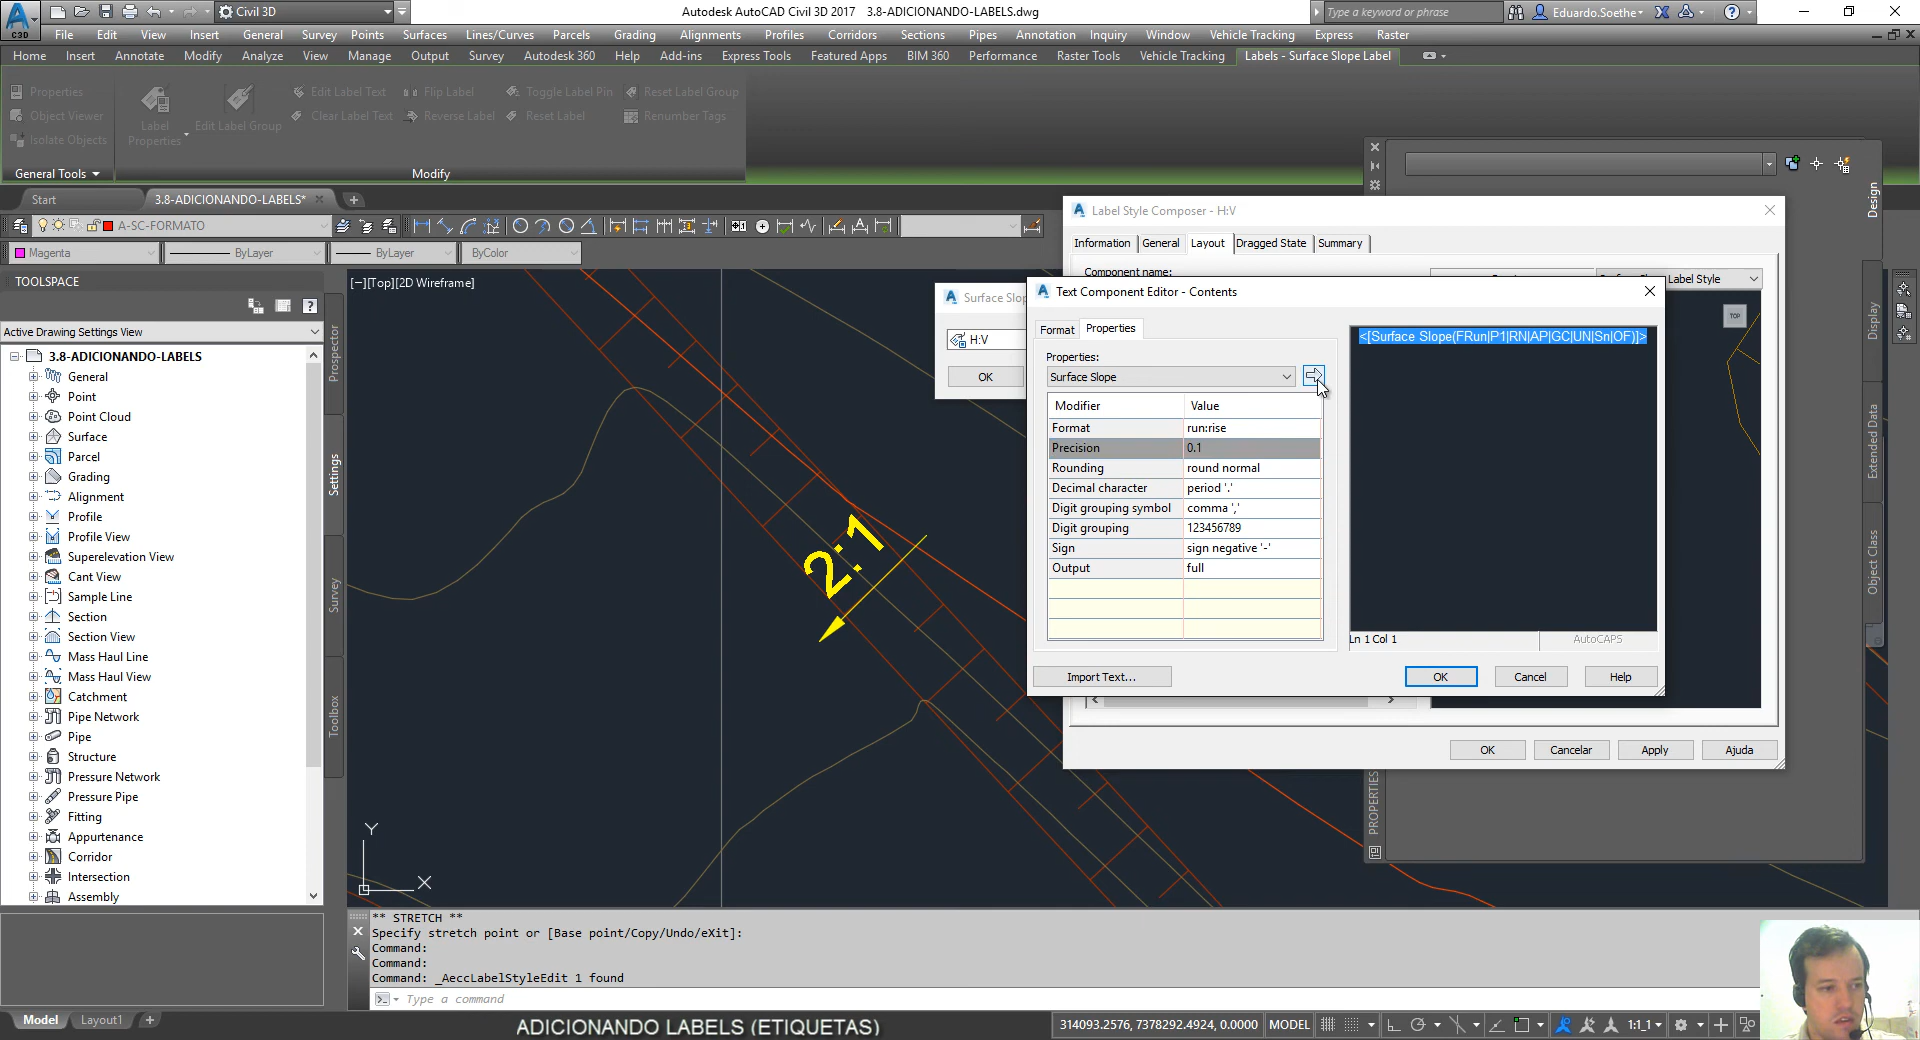 C3D
Civil 3D
Autodesk AutoCAD Civil 3D 2017 3.8-ADICIONANDO-LABELS.dwg
Type a keyword or phrase
Eduardo.Soethe
File Edit View Insert General Survey Points Surfaces Lines/Curves Parcels Grading Alignments Profiles Corridors Sections Pipes Annotation Inquiry Window Vehicle Tracking Express Raster
Home Insert Annotate Modify Analyze View Manage Output Survey Autodesk 360 Help Add-ins Express Tools Featured Apps BIM 360 Performance Raster Tools Vehicle Tracking Labels - Surface Slope Label
Properties
Object Viewer
Isolate Objects
Label Properties
Edit Label Group
Edit Label Text
Clear Label Text
Flip Label
Reverse Label
Toggle Label Pin
Reset Label
Reset Label Group
Renumber Tags
General Tools
Modify
Start
3.8-ADICIONANDO-LABELS*
A-SC-FORMATO
Magenta
ByLayer
ByLayer
ByColor
TOOLSPACE
Active Drawing Settings View
3.8-ADICIONANDO-LABELS
General
Point
Point Cloud
Surface
Parcel
Grading
Alignment
Profile
Profile View
Superelevation View
Cant View
Sample Line
Section
Section View
Mass Haul Line
Mass Haul View
Catchment
Pipe Network
Pipe
Structure
Pressure Network
Pressure Pipe
Fitting
Appurtenance
Corridor
Intersection
Assembly
Prospector
Settings
Survey
Toolbox
[−][Top][2D Wireframe]
2:1
Y
X
Surface Slop
H:V
OK
Label Style Composer - H:V
Information General Layout Dragged State Summary
Component name:
Label Style
TOP
Text Component Editor - Contents
Format Properties
Properties:
Surface Slope
Modifier Value
Format run:rise
Precision 0.1
Rounding round normal
Decimal character period '.'
Digit grouping symbol comma ','
Digit grouping 123456789
Sign sign negative '-'
Output full
<[Surface Slope(FRun|P1|RN|AP|GC|UN|Sn|OF)]>
Ln 1 Col 1
AutoCAPS
Import Text...
OK Cancel Help
OK Cancelar Apply Ajuda
Design
Display
Extended Data
Object Class
PROPERTIES
** STRETCH **
Specify stretch point or [Base point/Copy/Undo/eXit]:
Command:
Command:
Command: _AeccLabelStyleEdit 1 found
Type a command
Model Layout1
ADICIONANDO LABELS (ETIQUETAS)
314093.2576, 7378292.4924, 0.0000 MODEL
1:1_1